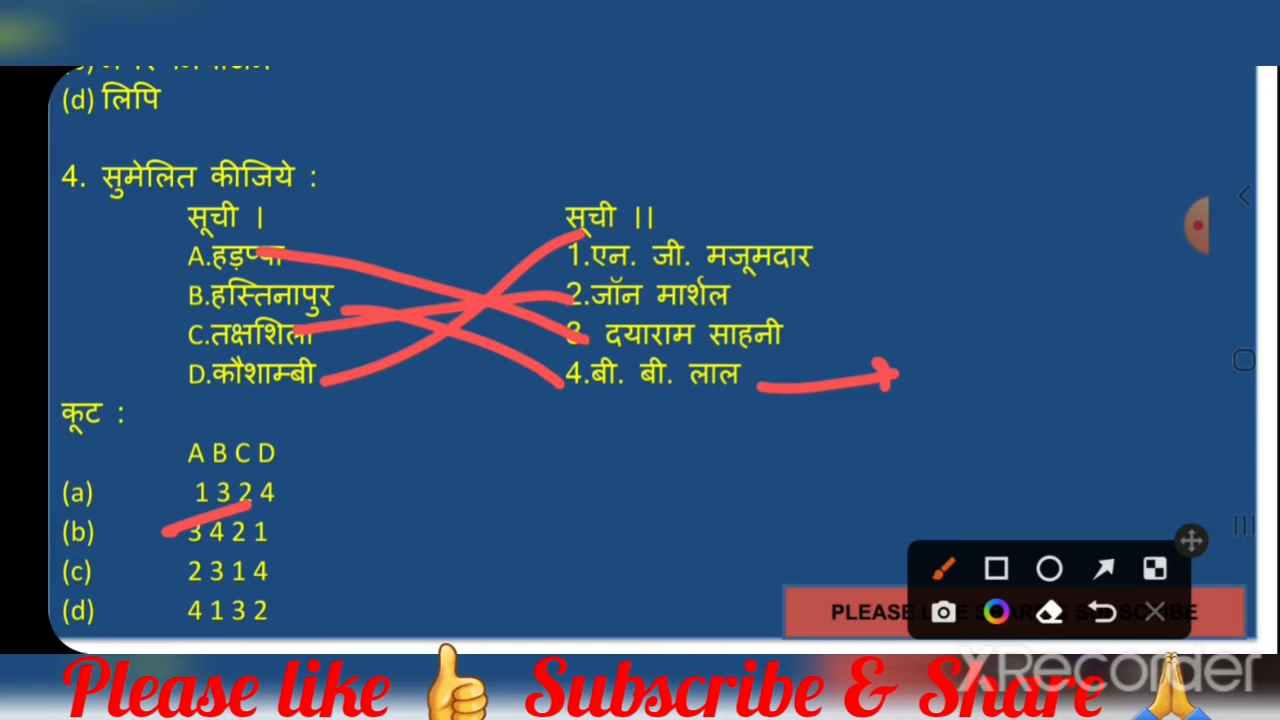 (d) लिपि
4. सुमेलित कीजिये :
सूची । सूची ।।
A.हड़प्पा 1.एन. जी. मजूमदार
B.हस्तिनापुर 2.जॉन मार्शल
C.तक्षशिला 3 दयाराम साहनी
D.कौशाम्बी 4.बी. बी. लाल
कूट :
A B C D
(a) 1 3 2 4
(b) 3 4 2 1
(c) 2 3 1 4
(d) 4 1 3 2
PLEASE SUBSCRIBE
Please like Subscribe & Share
XRecorder